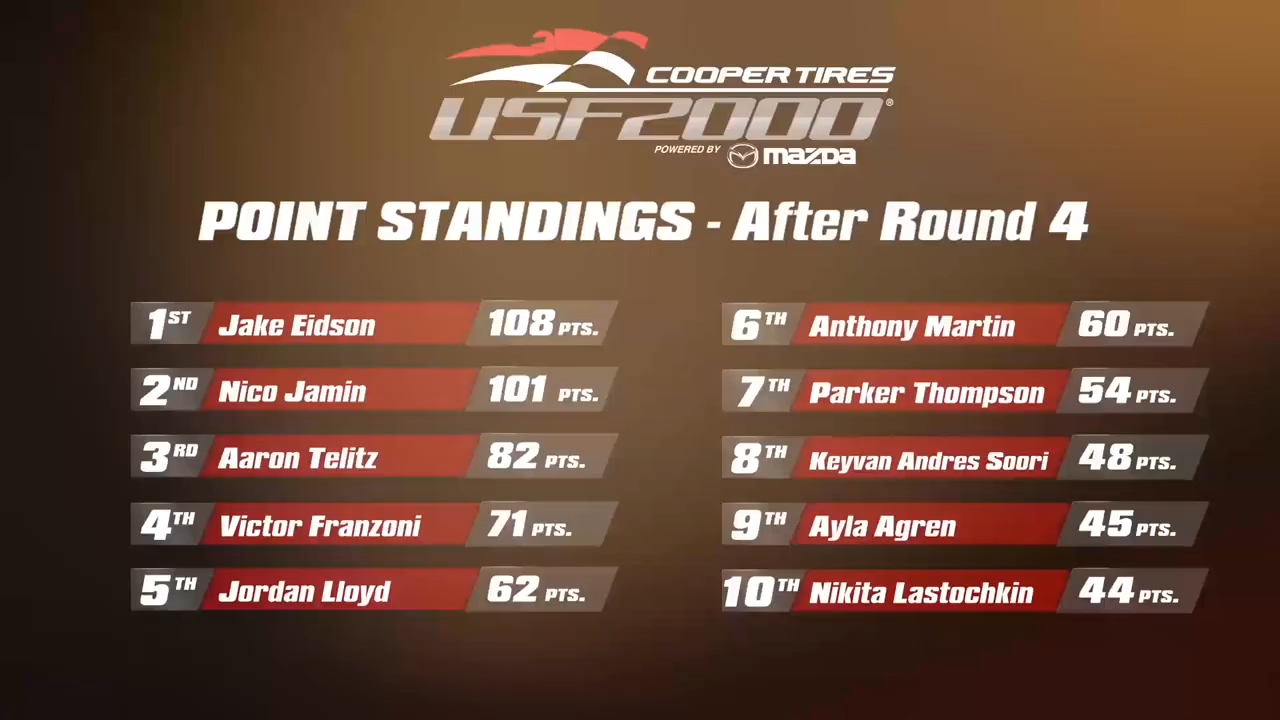 COOPER TIRES
USF2000®
POWERED BY mazda
POINT STANDINGS - After Round 4
1ST Jake Eidson 108 PTS.
2ND Nico Jamin 101 PTS.
3RD Aaron Telitz 82 PTS.
4TH Victor Franzoni 71 PTS.
5TH Jordan Lloyd 62 PTS.
6TH Anthony Martin 60 PTS.
7TH Parker Thompson 54 PTS.
8TH Keyvan Andres Soori 48 PTS.
9TH Ayla Agren 45 PTS.
10TH Nikita Lastochkin 44 PTS.